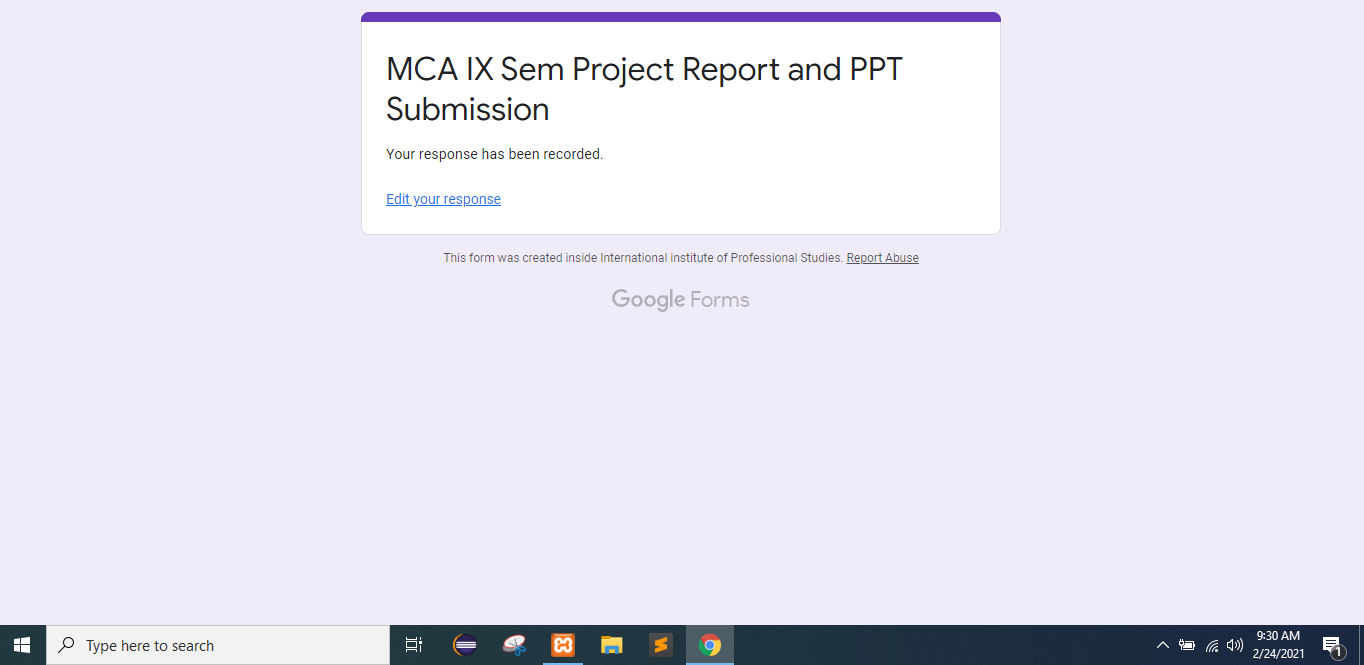 MCA IX Sem Project Report and PPT
Submission
Your response has been recorded.
Edit your response
This form was created inside International institute of Professional Studies. Report Abuse
Google Forms
Type here to search
9:30 AM
2/24/2021
1